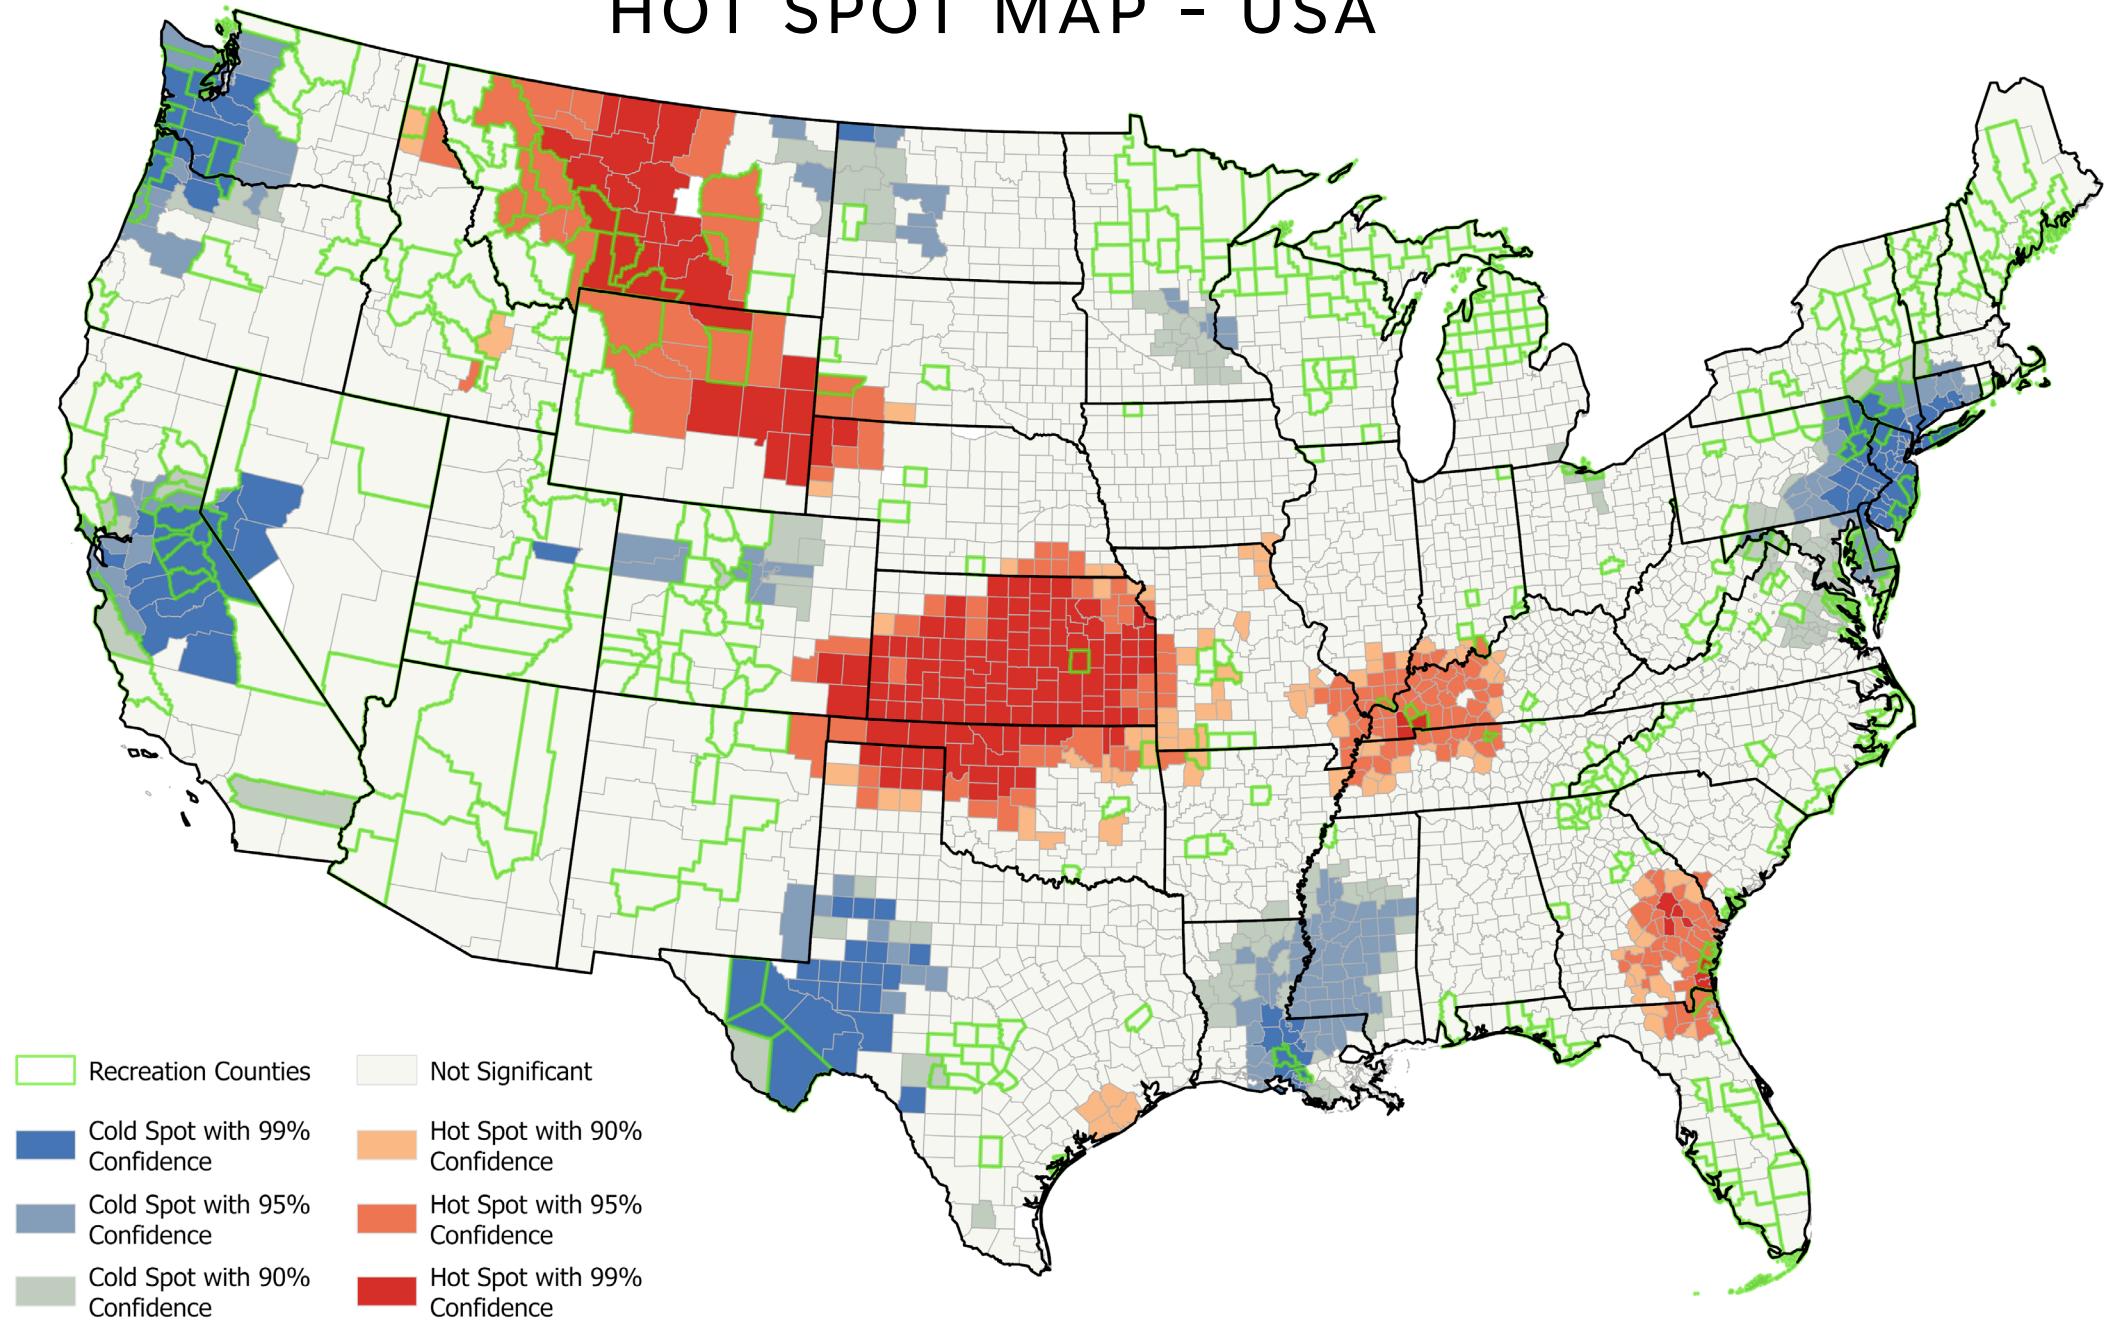 HOT SPOT MAP - USA
Recreation Counties
Not Significant
Cold Spot with 99%
Confidence
Hot Spot with 90%
Confidence
Cold Spot with 95%
Confidence
Hot Spot with 95%
Confidence
Cold Spot with 90%
Confidence
Hot Spot with 99%
Confidence